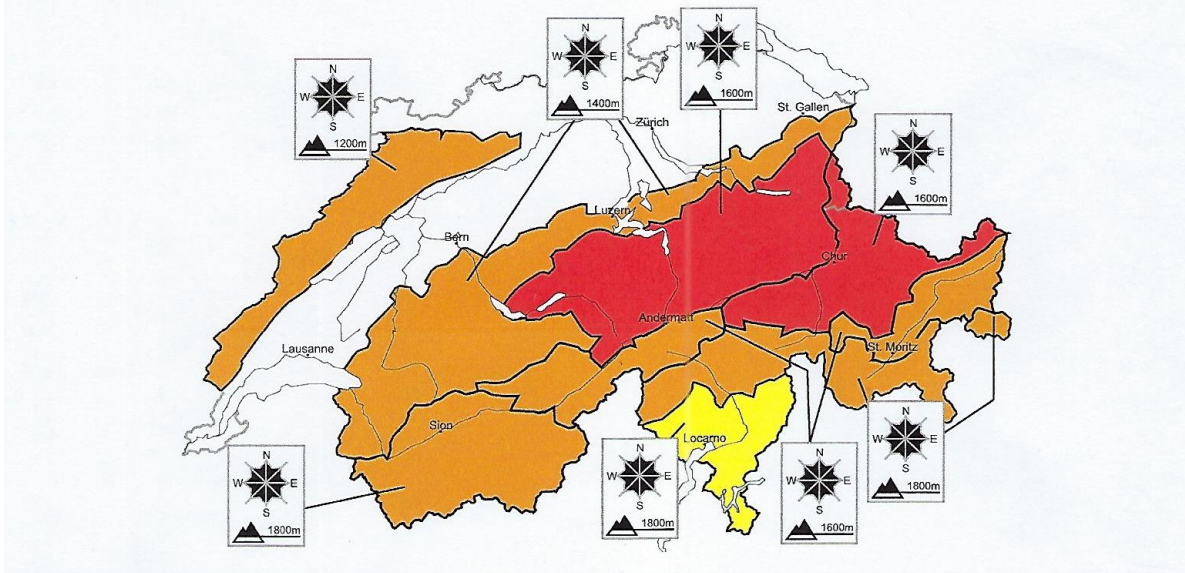 N
W E
S
1200m
N
W E
S
1400m
N
W E
S
1600m
N
W E
S
1600m
St. Gallen
Zürich
Luzern
Bern
Chur
Andermatt
St. Moritz
Lausanne
Sion
Locarno
N
W E
S
1800m
N
W E
S
1800m
N
W E
S
1600m
N
W E
S
1800m